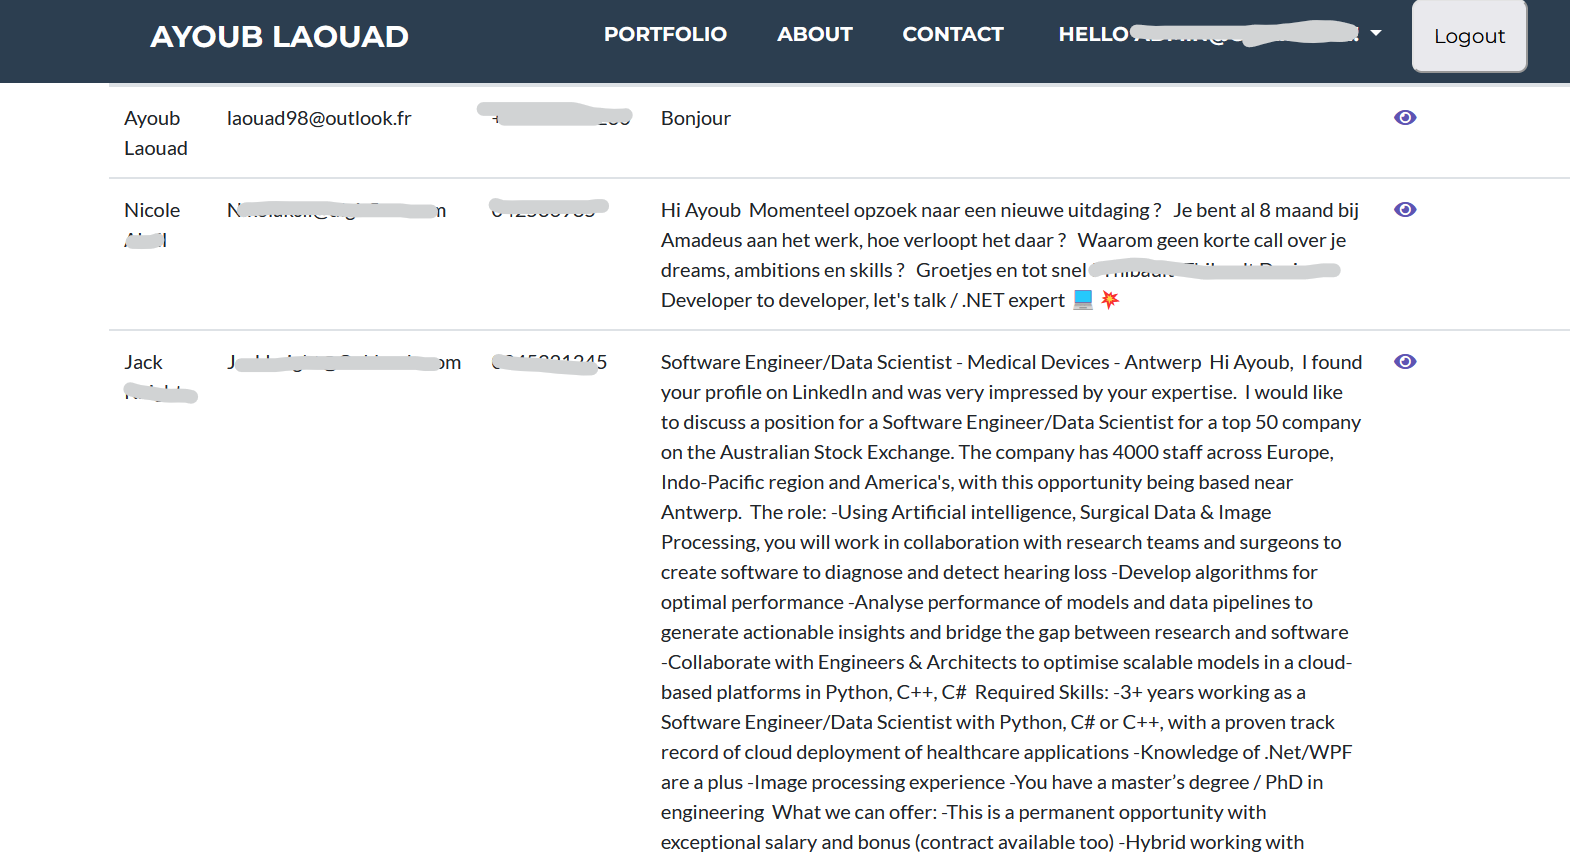 AYOUB LAOUAD
PORTFOLIO ABOUT CONTACT HELLO Logout
Ayoub Laouad laouad98@outlook.fr Bonjour
Nicole
Hi Ayoub Momenteel opzoek naar een nieuwe uitdaging ? Je bent al 8 maand bij
Amadeus aan het werk, hoe verloopt het daar ? Waarom geen korte call over je
dreams, ambitions en skills ? Groetjes en tot snel
Developer to developer, let's talk / .NET expert 💻 💥
Jack
Software Engineer/Data Scientist - Medical Devices - Antwerp Hi Ayoub, I found
your profile on LinkedIn and was very impressed by your expertise. I would like
to discuss a position for a Software Engineer/Data Scientist for a top 50 company
on the Australian Stock Exchange. The company has 4000 staff across Europe,
Indo-Pacific region and America's, with this opportunity being based near
Antwerp. The role: -Using Artificial intelligence, Surgical Data & Image
Processing, you will work in collaboration with research teams and surgeons to
create software to diagnose and detect hearing loss -Develop algorithms for
optimal performance -Analyse performance of models and data pipelines to
generate actionable insights and bridge the gap between research and software
-Collaborate with Engineers & Architects to optimise scalable models in a cloud-
based platforms in Python, C++, C# Required Skills: -3+ years working as a
Software Engineer/Data Scientist with Python, C# or C++, with a proven track
record of cloud deployment of healthcare applications -Knowledge of .Net/WPF
are a plus -Image processing experience -You have a master’s degree / PhD in
engineering What we can offer: -This is a permanent opportunity with
exceptional salary and bonus (contract available too) -Hybrid working with